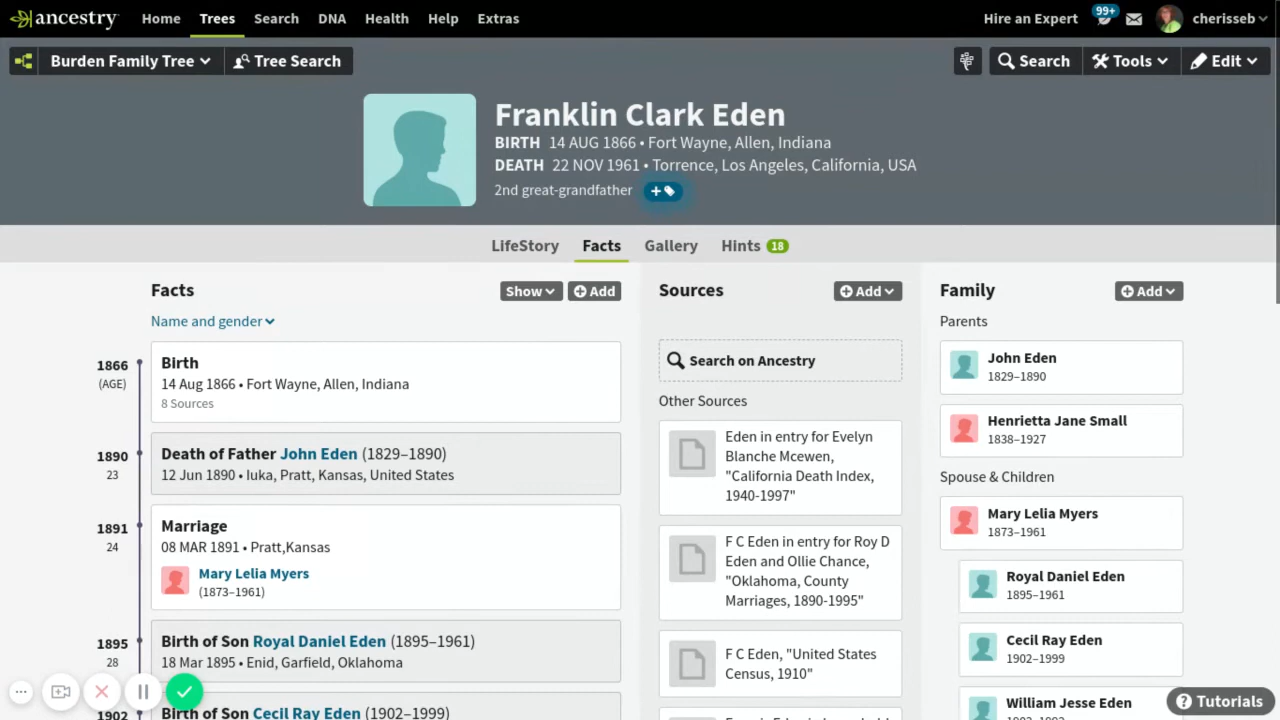 ancestry Home Trees Search DNA Health Help Extras Hire an Expert 99+ cherisseb
Burden Family Tree Tree Search Search Tools Edit
Franklin Clark Eden
BIRTH 14 AUG 1866 • Fort Wayne, Allen, Indiana
DEATH 22 NOV 1961 • Torrence, Los Angeles, California, USA
2nd great-grandfather +
LifeStory Facts Gallery Hints 18
Facts Show Add
Name and gender
1866
(AGE)
Birth
14 Aug 1866 • Fort Wayne, Allen, Indiana
8 Sources
1890
23
Death of Father John Eden (1829–1890)
12 Jun 1890 • Iuka, Pratt, Kansas, United States
1891
24
Marriage
08 MAR 1891 • Pratt,Kansas
Mary Lelia Myers
(1873–1961)
1895
28
Birth of Son Royal Daniel Eden (1895–1961)
18 Mar 1895 • Enid, Garfield, Oklahoma
1902
Birth of Son Cecil Ray Eden (1902–1999)
Sources Add
Search on Ancestry
Other Sources
Eden in entry for Evelyn
Blanche Mcewen,
"California Death Index,
1940-1997"
F C Eden in entry for Roy D
Eden and Ollie Chance,
"Oklahoma, County
Marriages, 1890-1995"
F C Eden, "United States
Census, 1910"
Family Add
Parents
John Eden
1829–1890
Henrietta Jane Small
1838–1927
Spouse & Children
Mary Lelia Myers
1873–1961
Royal Daniel Eden
1895–1961
Cecil Ray Eden
1902–1999
William Jesse Eden
Tutorials